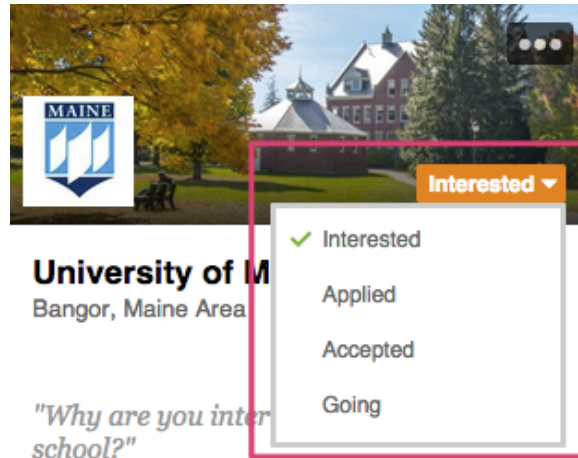 MAINE
Interested
Interested
University of M
Applied
Bangor, Maine Area
Accepted
"Why are you inter
Going
school?"